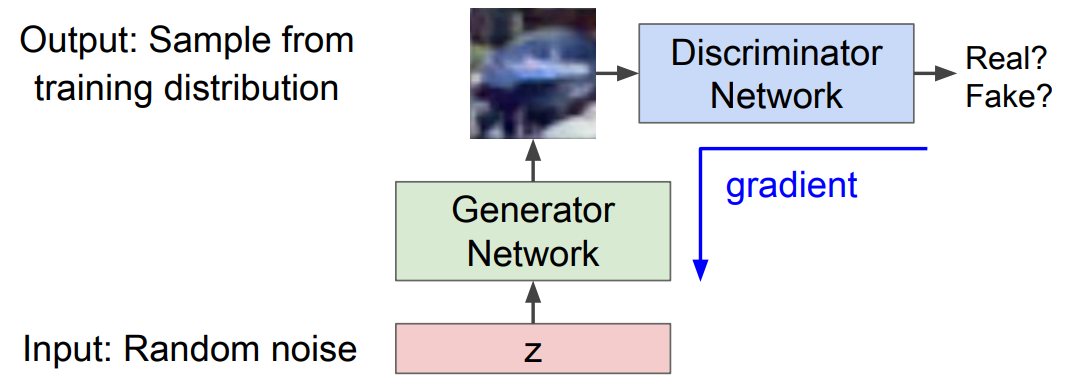 Output: Sample from
training distribution
Discriminator
Network
Real?
Fake?
gradient
Generator
Network
Input: Random noise
z